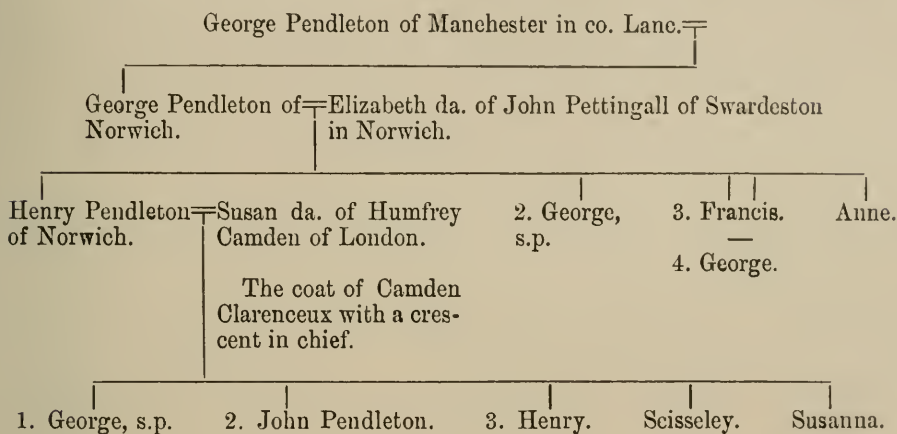 George Pendleton of Manchester in co. Lanc.
George Pendleton of Norwich.
Elizabeth da. of John Pettingall of Swardeston in Norwich.
Henry Pendleton of Norwich.
Susan da. of Humfrey Camden of London.
The coat of Camden Clarenceux with a crescent in chief.
2. George, s.p.
3. Francis.
4. George.
Anne.
1. George, s.p.
2. John Pendleton.
3. Henry.
Scisseley.
Susanna.